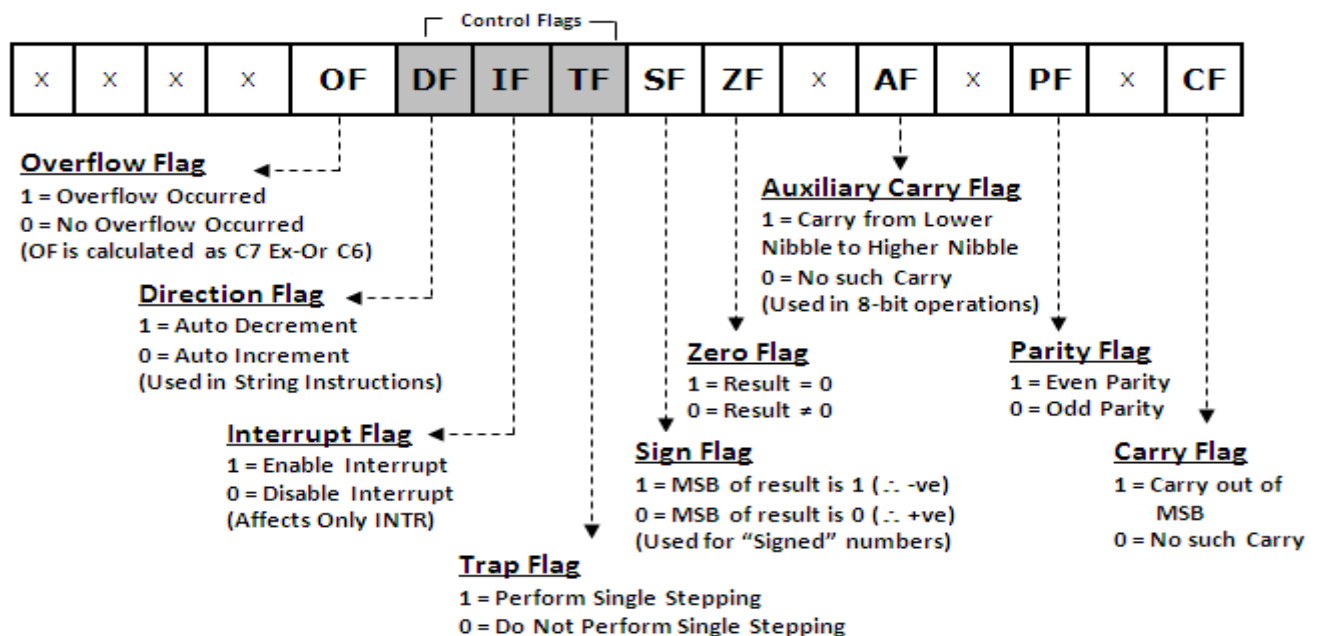 Control Flags
x x x x OF DF IF TF SF ZF x AF x PF x CF
Overflow Flag
1 = Overflow Occurred
0 = No Overflow Occurred
(OF is calculated as C7 Ex-Or C6)
Direction Flag
1 = Auto Decrement
0 = Auto Increment
(Used in String Instructions)
Interrupt Flag
1 = Enable Interrupt
0 = Disable Interrupt
(Affects Only INTR)
Trap Flag
1 = Perform Single Stepping
0 = Do Not Perform Single Stepping
Sign Flag
1 = MSB of result is 1 (∴ -ve)
0 = MSB of result is 0 (∴ +ve)
(Used for “Signed” numbers)
Zero Flag
1 = Result = 0
0 = Result ≠ 0
Auxiliary Carry Flag
1 = Carry from Lower
Nibble to Higher Nibble
0 = No such Carry
(Used in 8-bit operations)
Parity Flag
1 = Even Parity
0 = Odd Parity
Carry Flag
1 = Carry out of
MSB
0 = No such Carry